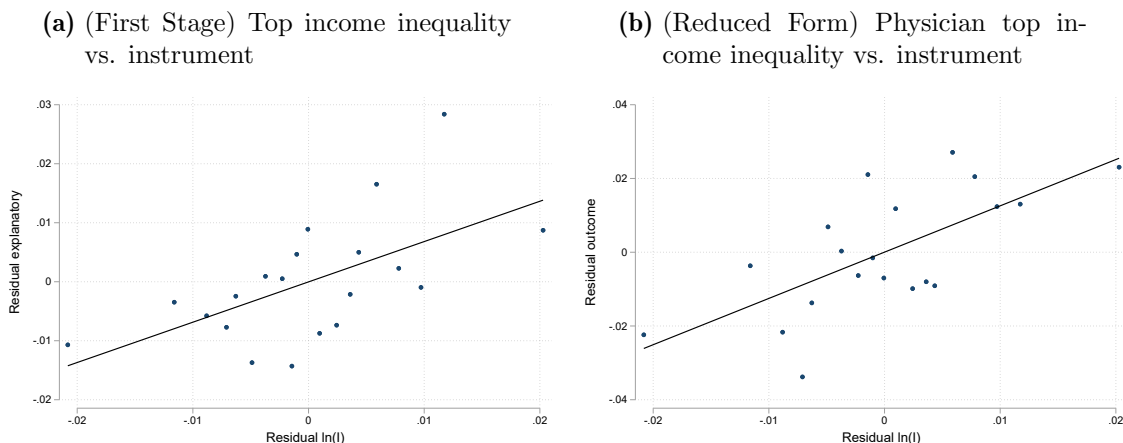 (a) (First Stage) Top income inequality
vs. instrument
.03
.02
.01
0
-.01
-.02
Residual explanatory
-.02
-.01
0
.01
.02
Residual ln(I)
(b) (Reduced Form) Physician top in-
come inequality vs. instrument
.04
.02
0
-.02
-.04
Residual outcome
-.02
-.01
0
.01
.02
Residual ln(I)